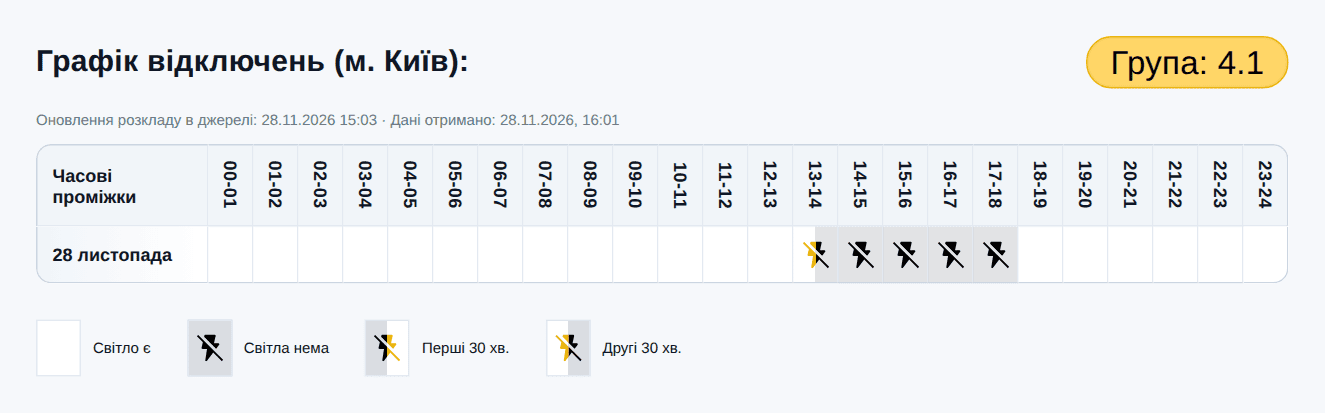 Графік відключень (м. Київ):
Група: 4.1
Оновлення розкладу в джерелі: 28.11.2026 15:03 · Дані отримано: 28.11.2026, 16:01
Часові
проміжки
00-01 01-02 02-03 03-04 04-05 05-06 06-07 07-08 08-09 09-10 10-11 11-12 12-13 13-14 14-15 15-16 16-17 17-18 18-19 19-20 20-21 21-22 22-23 23-24
28 листопада
Світло є
Світла нема
Перші 30 хв.
Другі 30 хв.